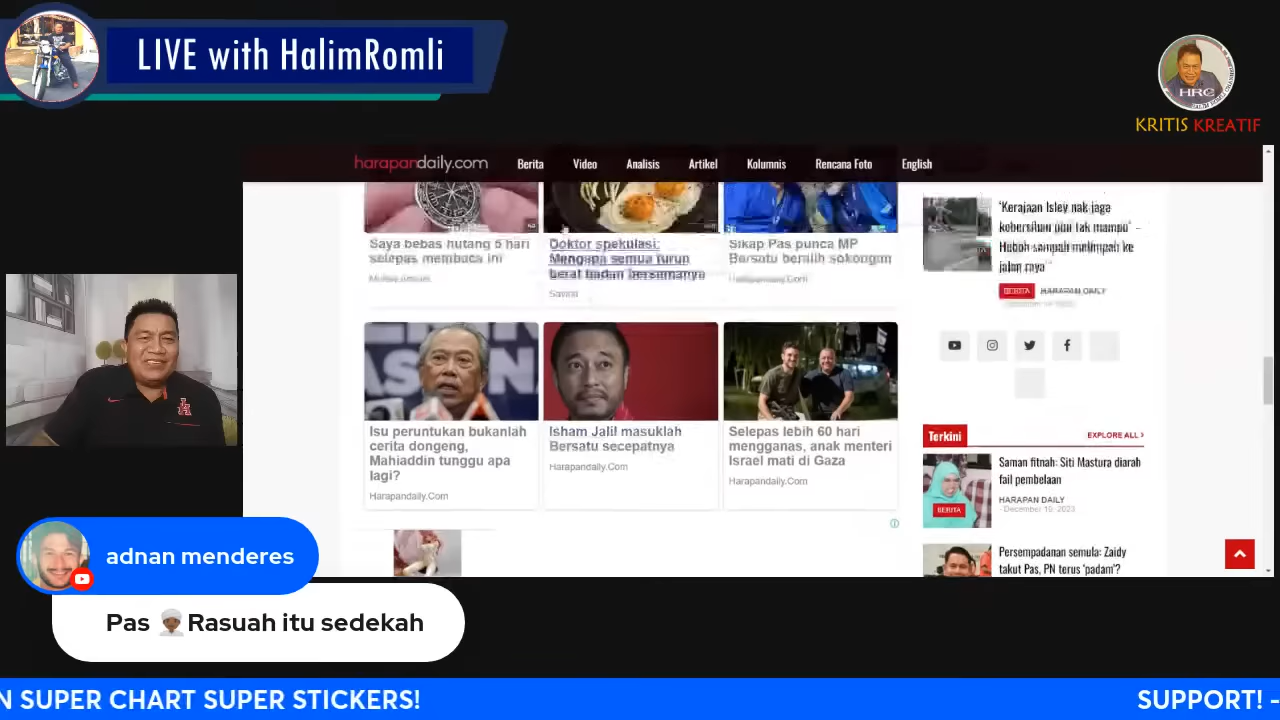 LIVE with HalimRomli
HRC
KRITIS KREATIF
harapandaily.com
Berita
Video
Analisis
Artikel
Kolumnis
Rencana Foto
English
Saya bebas hutang 5 hari
selepas membaca ini
Doktor spekulasi:
Mengapa semua turun
berat badan bersamanya
Sikap Pas punca MP
Bersatu beralih sokongan
Harapandaily.Com
Isu peruntukan bukanlah
cerita dongeng,
Mahiaddin tunggu apa
lagi?
Harapandaily.Com
Isham Jalil masuklah
Bersatu secepatnya
Harapandaily.Com
Selepas lebih 60 hari
mengganas, anak menteri
Israel mati di Gaza
Harapandaily.Com
'Kerajaan
nak jaga
kebersihan pun tak mampu'
sampah melimpah ke
jalan raya
BERITA
HARAPAN DAILY
Terkini
EXPLORE ALL
Saman fitnah: Siti Mastura diarah
fail pembelaan
HARAPAN DAILY
- December 19, 2023
BERITA
Persempadanan semula: Zaidy
takut Pas, PN terus 'padam'?
adnan menderes
Pas 👳🏾Rasuah itu sedekah
N SUPER CHART SUPER STICKERS!
SUPPORT! -